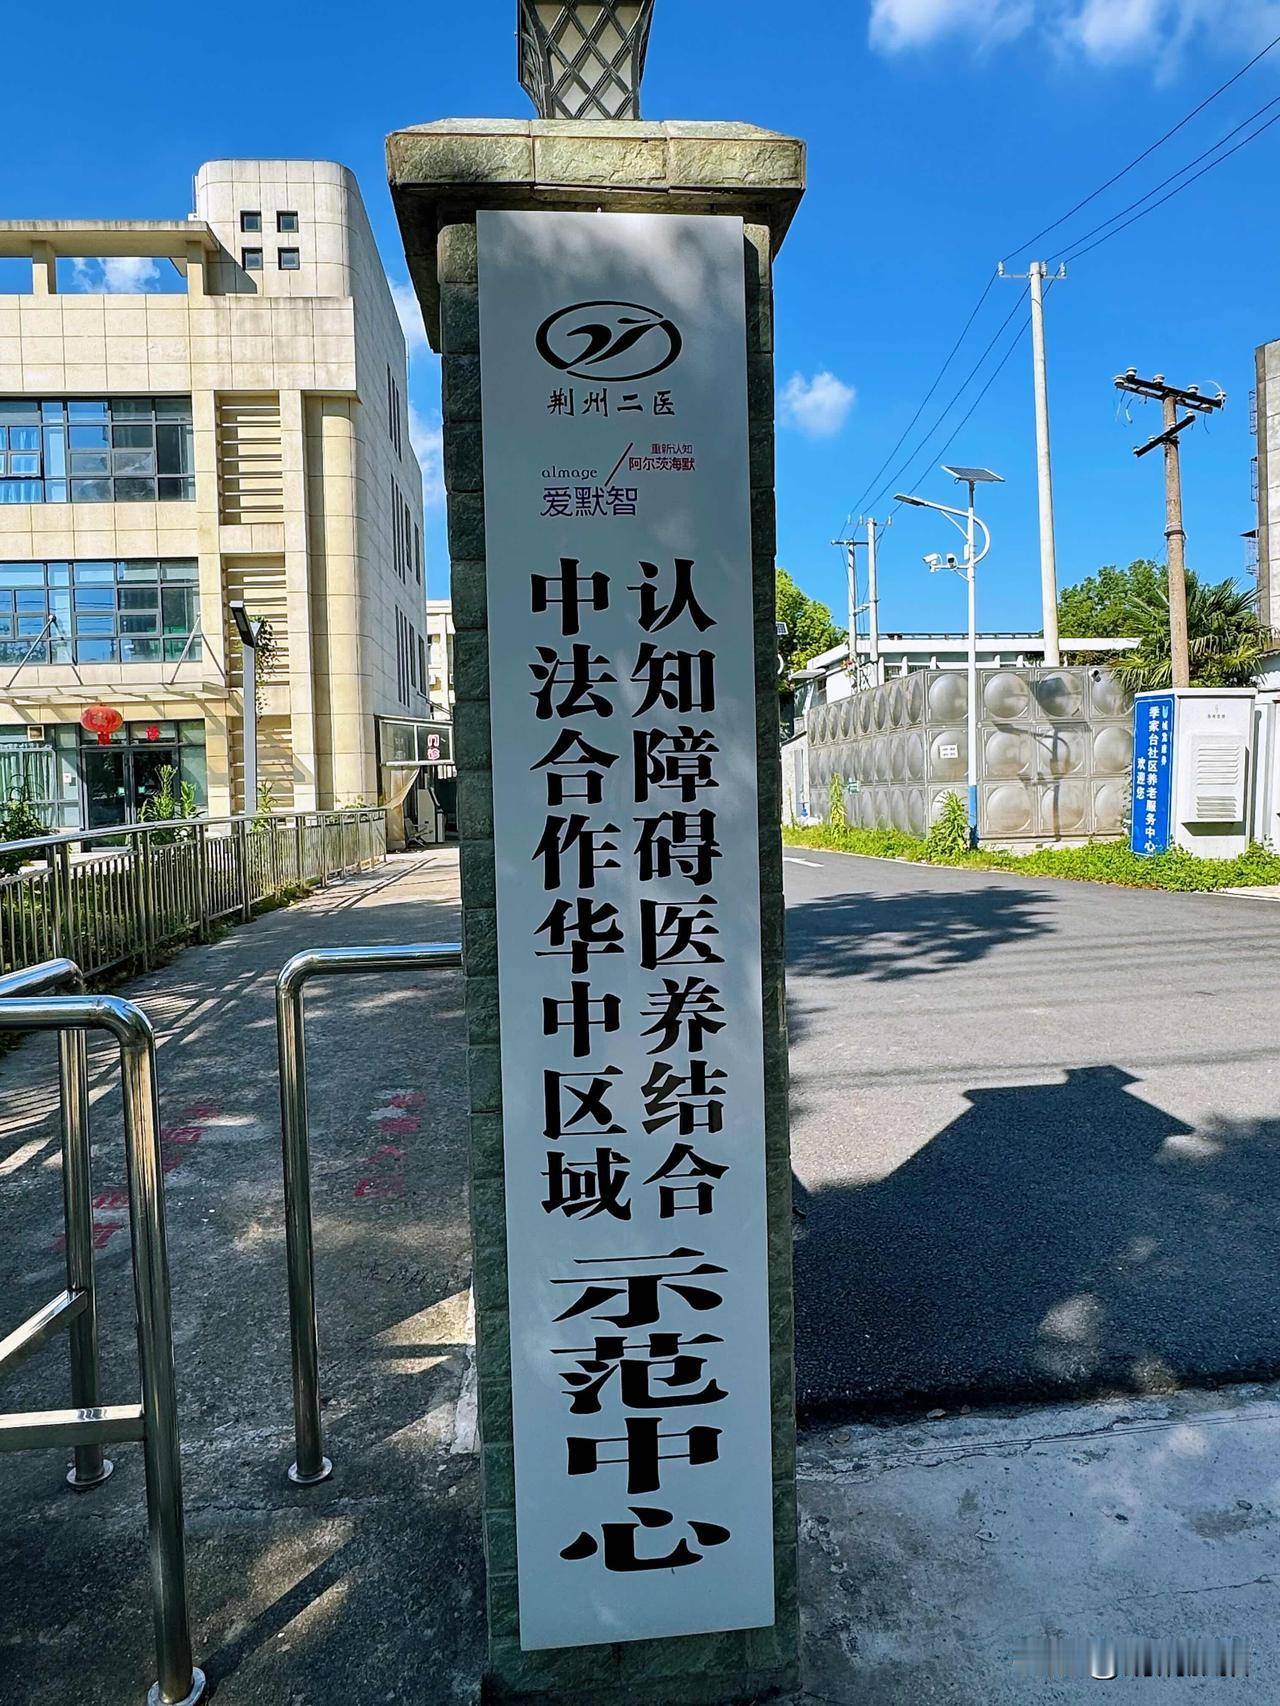 荆州二医
almage
爱默智
重新认知
阿尔茨海默
认知障碍医养结合
中法合作华中区域
示范中心
门诊
季家台社区养老服务中心
欢迎您